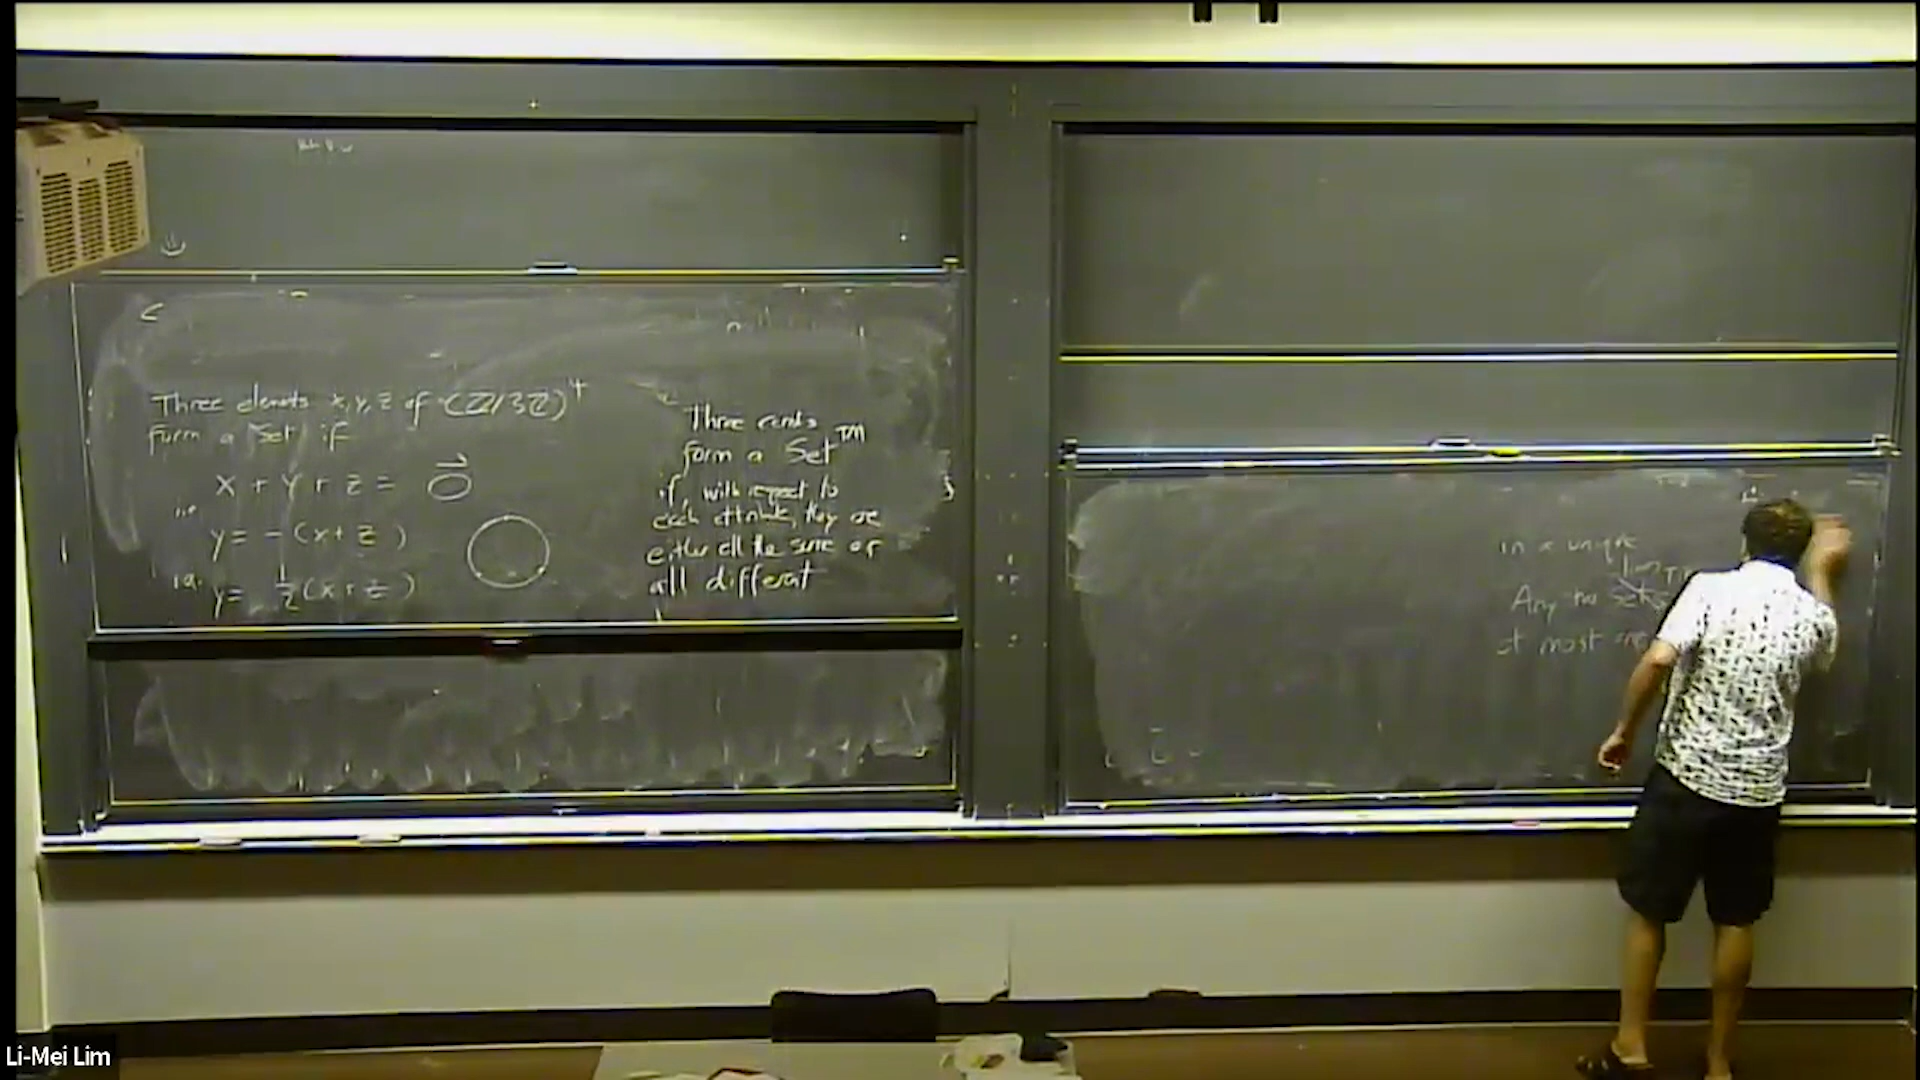 Three elements x, y, z of (ℤ/3ℤ)⁴
form a Set if
x + y + z = 0⃗
i.e.
y = -(x + z)
i.e. y = 1/2 (x + z)
Three cards
form a Set™
if, with respect to
each attribute, they are
either all the same or
all different
in a unique
line
Any two Sets
at most one
Li-Mei Lim